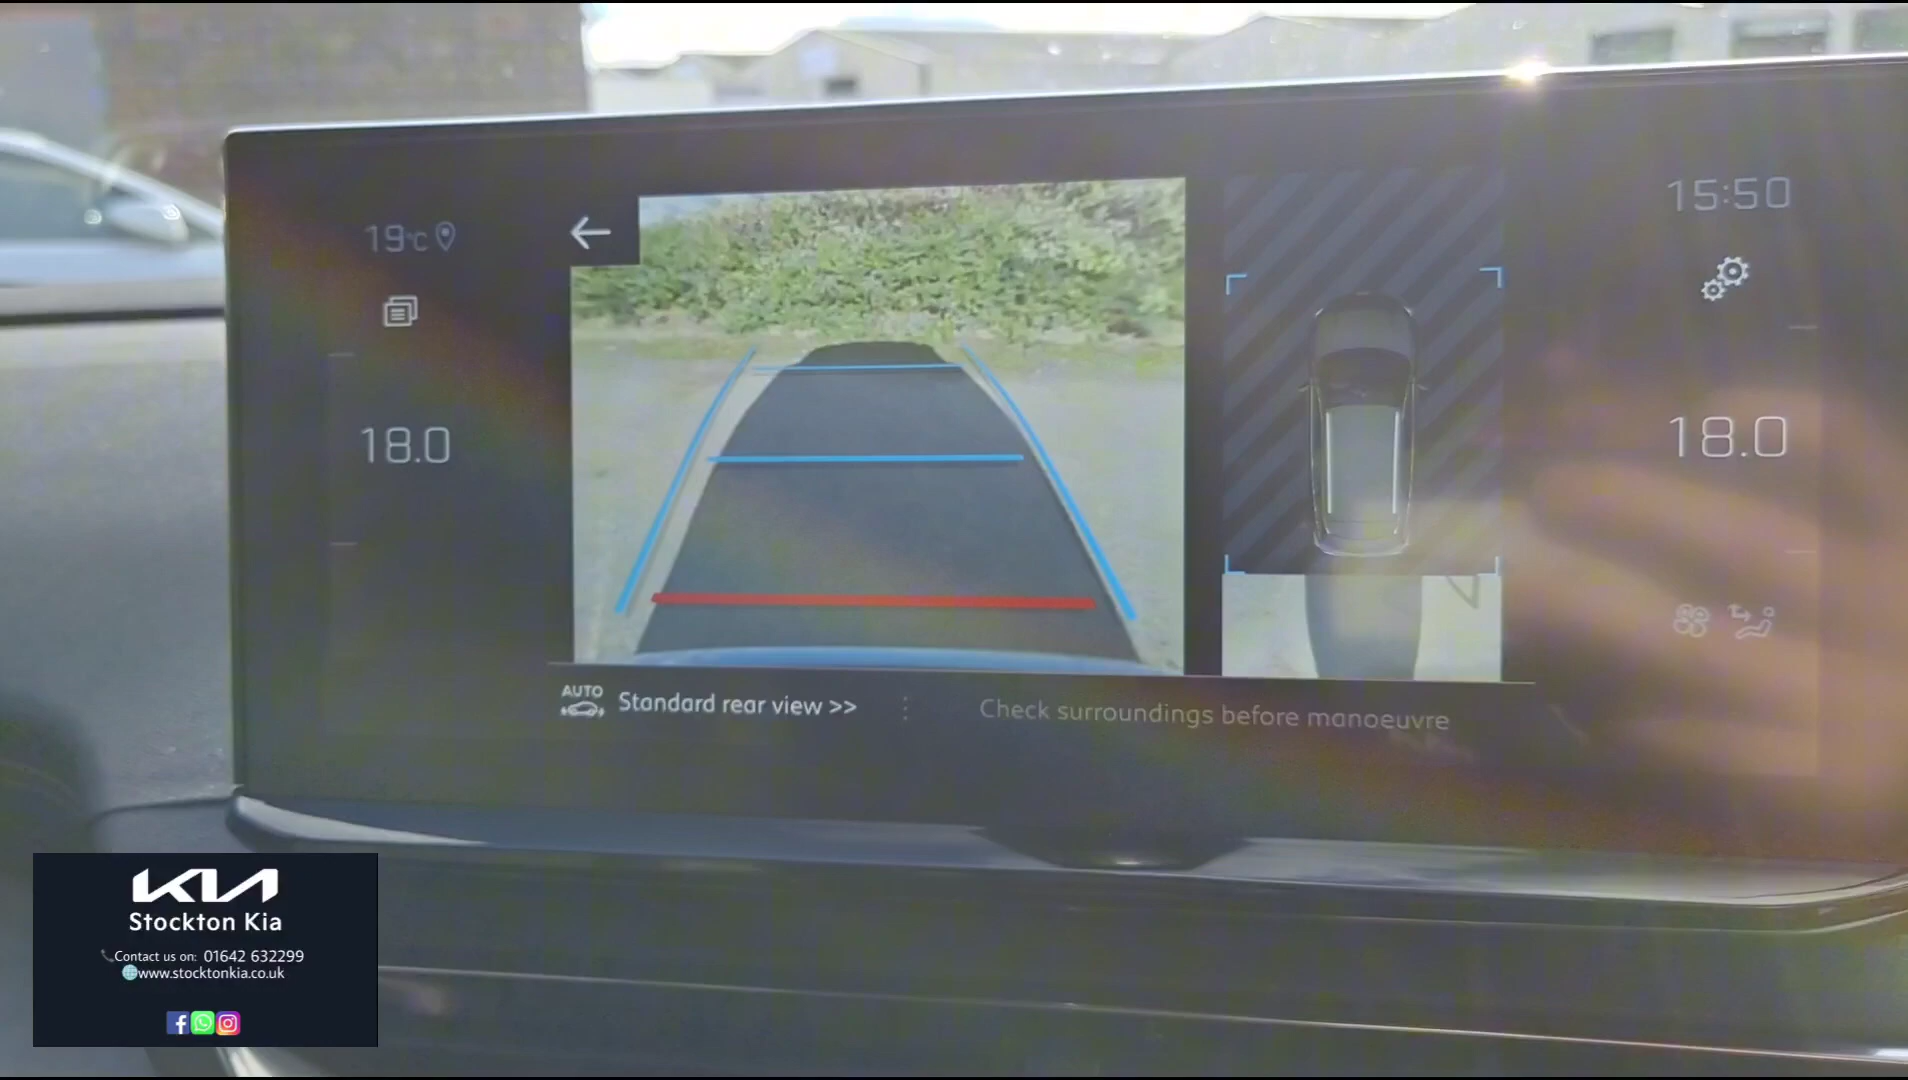 19°C
15:50
18.0
18.0
AUTO
Standard rear view >>
Check surroundings before manoeuvre
KIA
Stockton Kia
Contact us on: 01642 632299
www.stocktonkia.co.uk